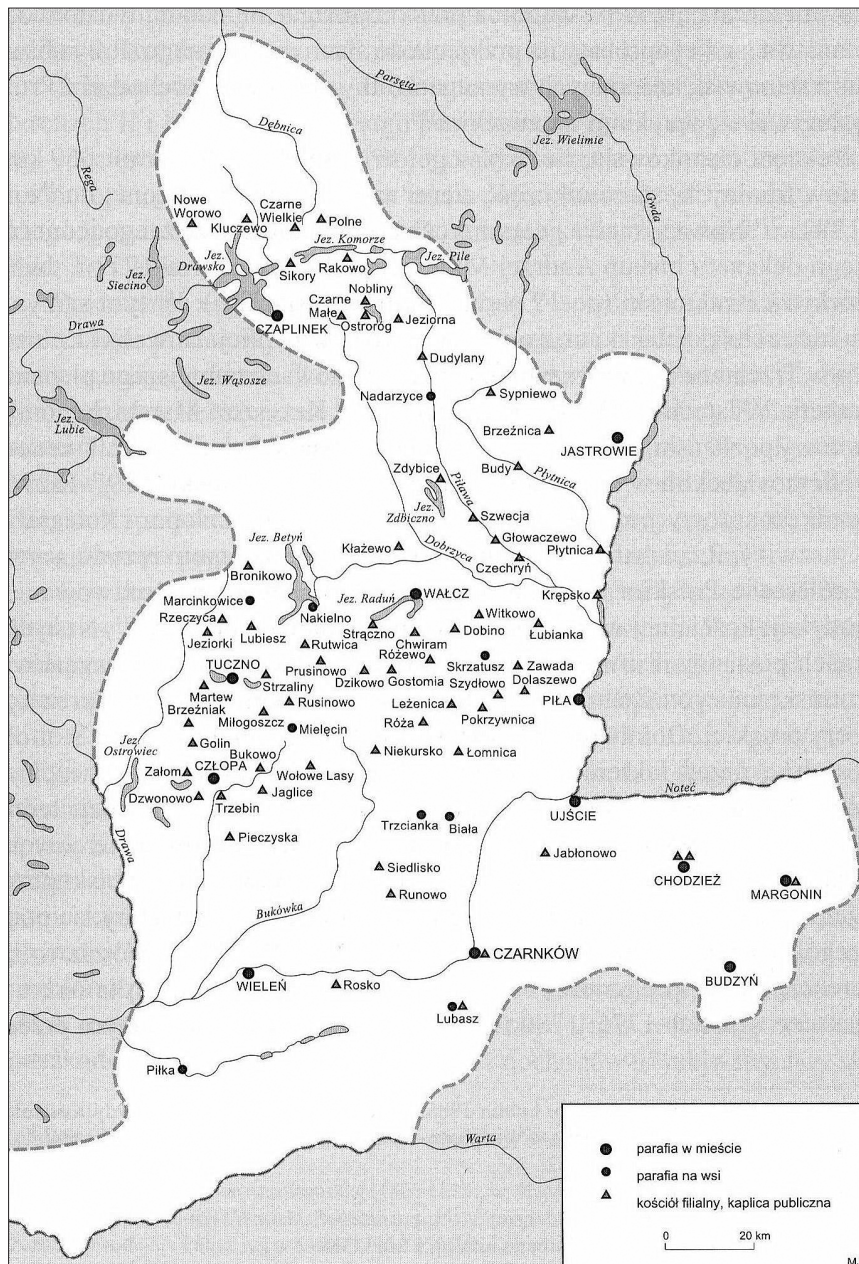 Parsęta
Rega
Dębnica
Jez. Wielimie
Gwda
Nowe
Worowo
Kluczewo
Czarne
Wielkie
Polne
Jez. Komorze
Jez.
Drawsko
Jez.
Siecino
Sikory
Rakowo
Jez. Pile
Nobliny
Czarne
Małe
Ostroróg
Jeziorna
Drawa
CZAPLINEK
Dudylany
Jez. Wąsosze
Nadarzyce
Sypniewo
Jez.
Lubie
Brzeźnica
JASTROWIE
Zdbice
Budy
Płytnica
Jez.
Zdbiczno
Piława
Szwecja
Jez. Betyń
Kłażewo
Dobrzyca
Głowaczewo
Płytnica
Czechryń
Bronikowo
Marcinkowice
Jez. Raduń
WAŁCZ
Krępsko
Rzeczyca
Nakielno
Witkowo
Jeziorki
Lubiesz
Strączno
Chwiram
Dobino
Łubianka
Rutwica
TUCZNO
Prusinowo
Różewo
Skrzatusz
Zawada
Strzaliny
Dzikowo
Gostomia
Szydłowo
Dolaszewo
Martew
Rusinowo
Leżenica
PIŁA
Brzeźniak
Miłogoszcz
Róża
Pokrzywnica
Mielęcin
Jez.
Ostrowiec
Golin
Bukowo
Niekursko
Łomnica
Załom
CZŁOPA
Wołowe Lasy
Dzwonowo
Trzebin
Jaglice
Noteć
Drawa
Trzcianka
Biała
UJŚCIE
Pieczyska
Siedlisko
Jabłonowo
CHODZIEŻ
MARGONIN
Runowo
Bukówka
CZARNKÓW
WIELEŃ
Rosko
BUDZYŃ
Lubasz
Piłka
Warta
parafia w mieście
parafia na wsi
kościół filialny, kaplica publiczna
0 20 km
M